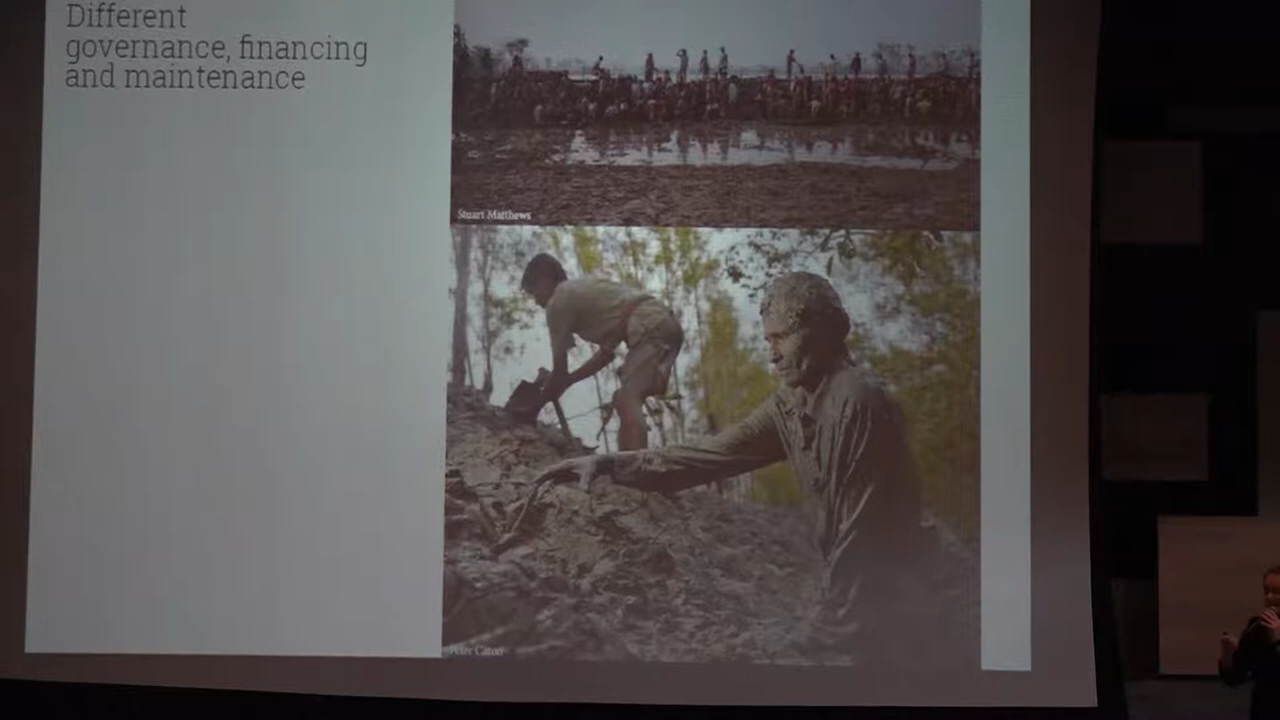 Different
governance, financing
and maintenance
Stuart Matthews
Peter Caton